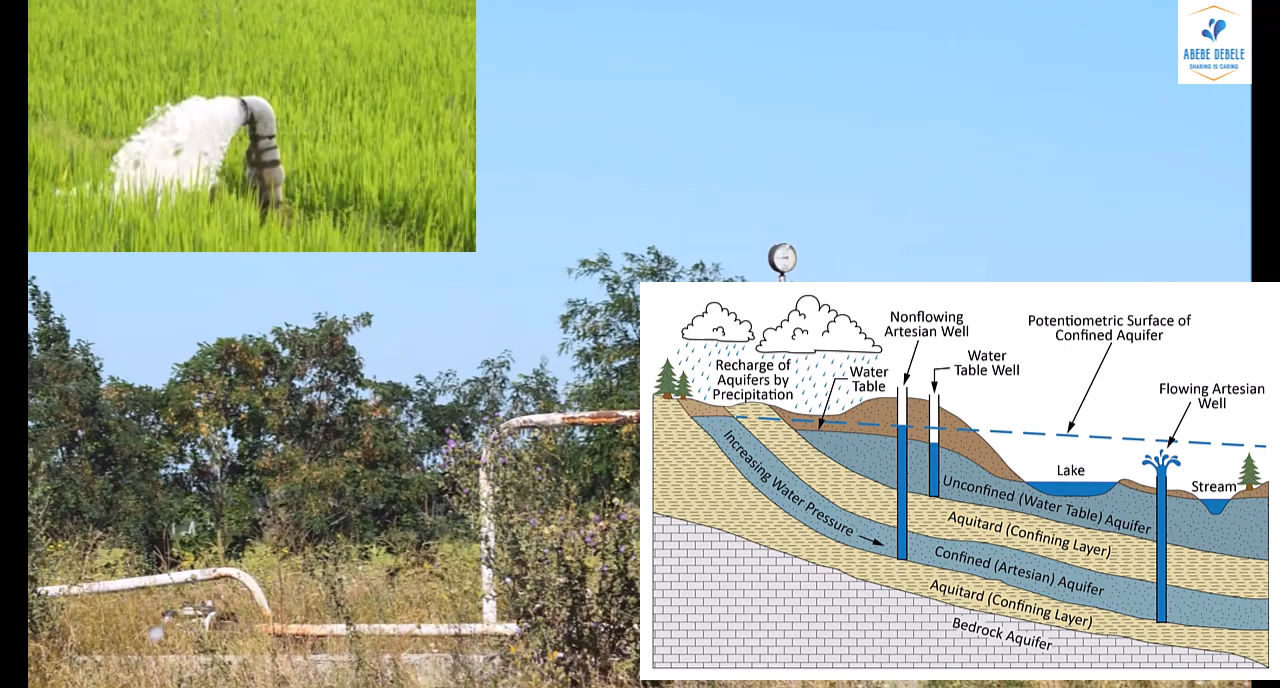 ABEBE DEBELE
SHARING IS CARING
Nonflowing
Artesian Well
Potentiometric Surface of
Confined Aquifer
Water
Table Well
Recharge of
Aquifers by
Precipitation
Water
Table
Flowing Artesian
Well
Lake
Stream
Increasing Water Pressure
Unconfined (Water Table) Aquifer
Aquitard (Confining Layer)
Confined (Artesian) Aquifer
Aquitard (Confining Layer)
Bedrock Aquifer